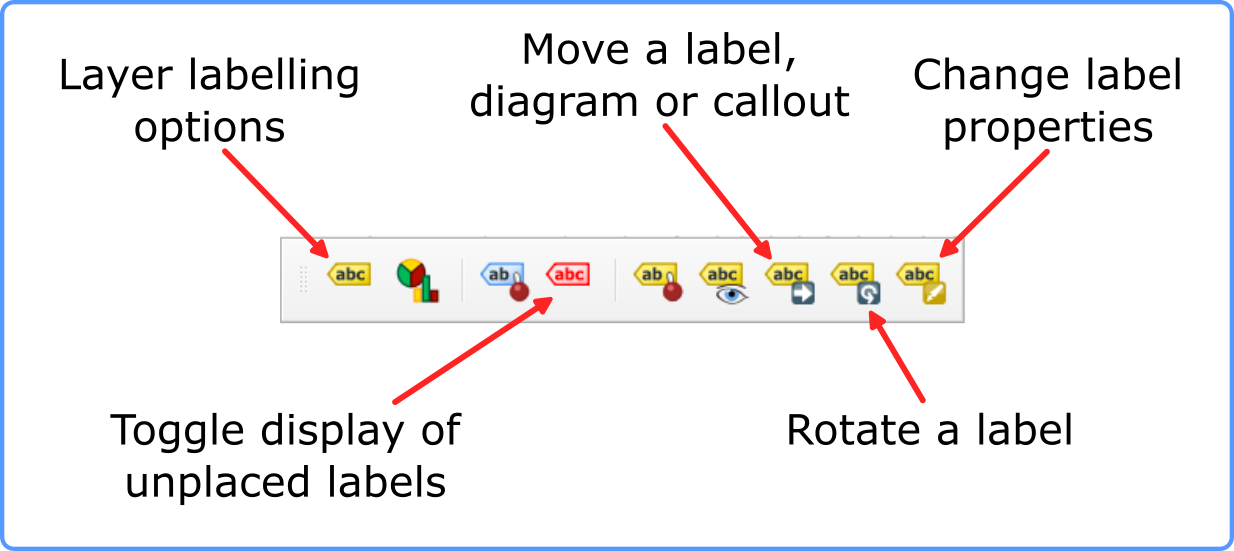 Layer labelling
options
Move a label,
diagram or callout
Change label
properties
abc
ab
abc
ab
abc
abc
abc
abc
Toggle display of
unplaced labels
Rotate a label